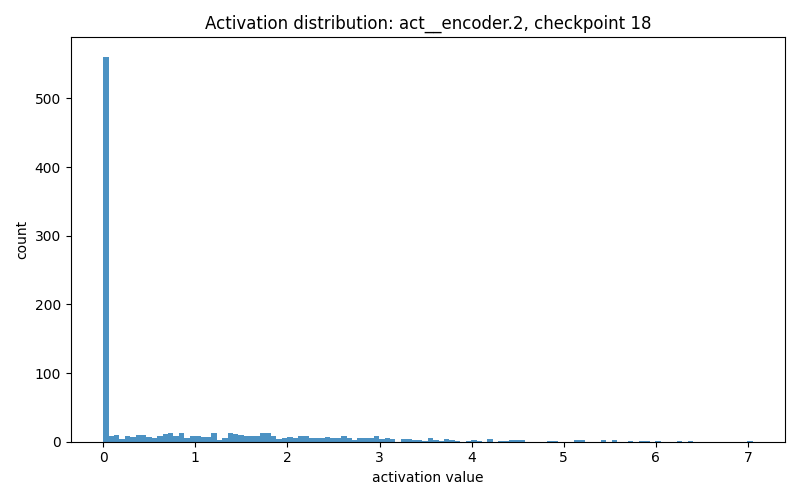 Activation distribution: act__encoder.2, checkpoint 18
500
400
300
200
100
0
count
0 1 2 3 4 5 6 7
activation value